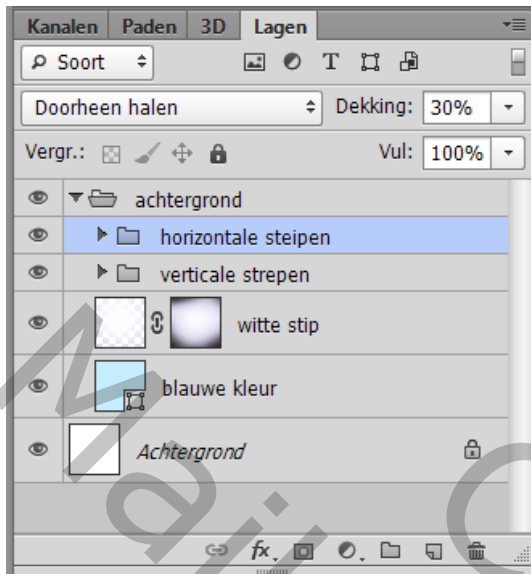 Kanalen Paden 3D Lagen
Soort T
Doorheen halen Dekking: 30%
Vergr.: Vul: 100%
achtergrond
horizontale steipen
verticale strepen
witte stip
blauwe kleur
Achtergrond
fx